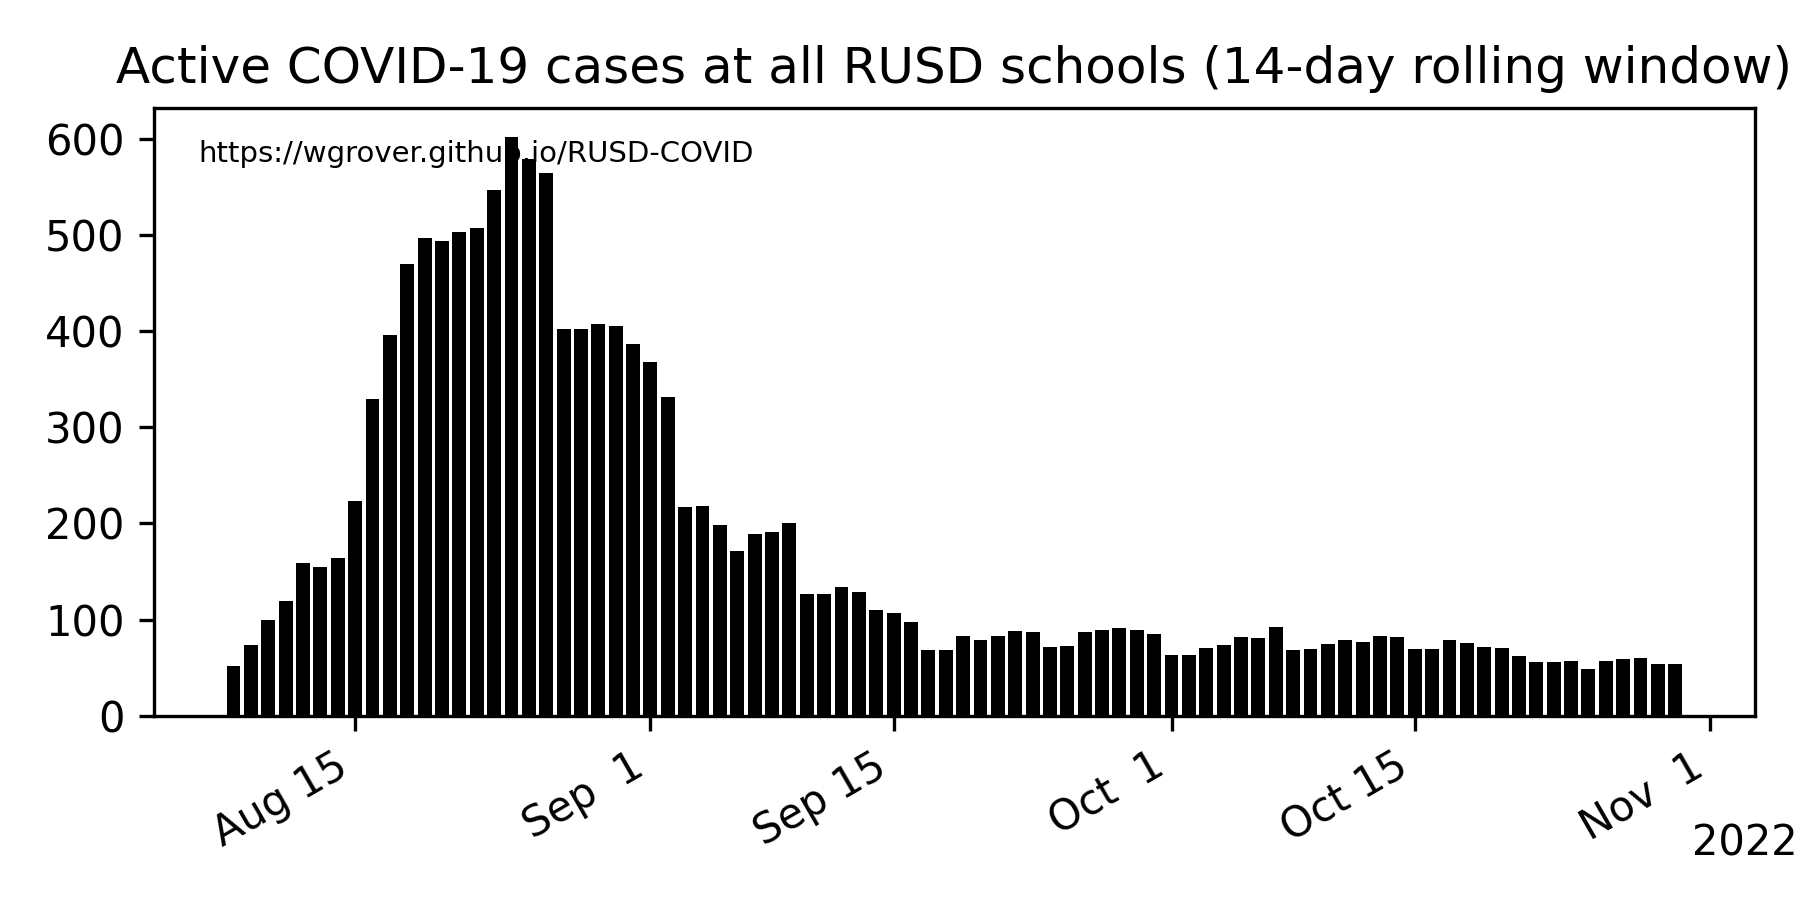 Active COVID-19 cases at all RUSD schools (14-day rolling window)
600
https://wgrover.github.io/RUSD-COVID
500
400
300
200
100
0
Aug 15
Sep 1
Sep 15
Oct 1
Oct 15
Nov 1
2022